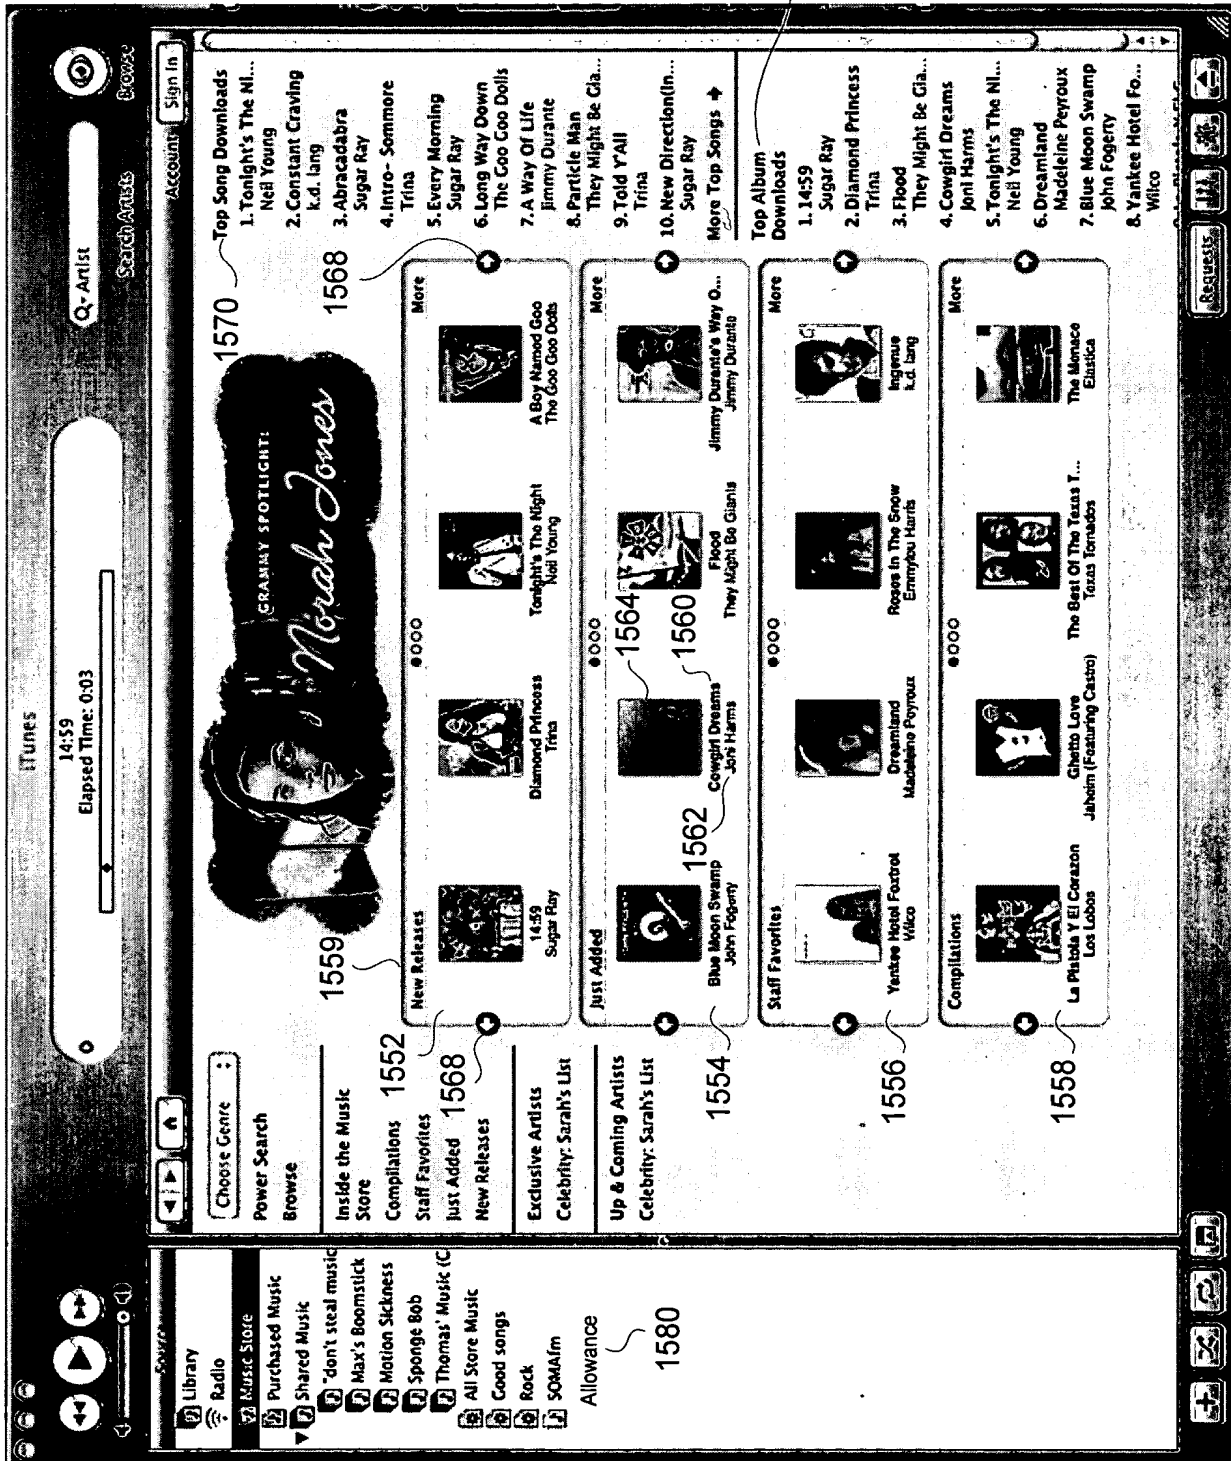 iTunes
14:59
Elapsed Time: 0:03
Artist
Search Artists
Browse
Source
Library
Radio
Music Store
Purchased Music
Shared Music
"don't steal music
Max's Boomstick
Motion Sickness
Sponge Bob
Thomas' Music (C
All Store Music
Good songs
Rock
SOMAfm
Allowance
1580
Account:
Sign In
Choose Genre
Power Search
Browse
Inside the Music
Store
Compilations
Staff Favorites
Just Added
New Releases
Exclusive Artists
Celebrity: Sarah's List
Up & Coming Artists
Celebrity: Sarah's List
1552
1568
1559
GRAMMY SPOTLIGHT:
Norah Jones
1570
1568
New Releases
More
14:59
Sugar Ray
Diamond Princess
Trina
Tonight's The Night
Neil Young
A Boy Named Goo
The Goo Goo Dolls
1554
Just Added
More
Blue Moon Swamp
John Fogerty
1562
Cowgirl Dreams
Joni Harms
1564
1560
Flood
They Might Be Giants
Jimmy Durante's Way O...
Jimmy Durante
1556
Staff Favorites
More
Yankee Hotel Foxtrot
Wilco
Dreamland
Madeleine Peyroux
Roses In The Snow
Emmylou Harris
Ingenue
k.d. lang
1558
Compilations
More
La Pistola Y El Corazon
Los Lobos
Ghetto Love
Jaheim (Featuring Castro)
The Best Of The Texas T...
Texas Tornados
The Menace
Elastica
Top Song Downloads
1. Tonight's The Ni...
Neil Young
2. Constant Craving
k.d. lang
3. Abracadabra
Sugar Ray
4. Intro- Sommore
Trina
5. Every Morning
Sugar Ray
6. Long Way Down
The Goo Goo Dolls
7. A Way Of Life
Jimmy Durante
8. Particle Man
They Might Be Gia...
9. Told Y'All
Trina
10. New Direction(In...
Sugar Ray
More Top Songs
Top Album
Downloads
1. 14:59
Sugar Ray
2. Diamond Princess
Trina
3. Flood
They Might Be Gia...
4. Cowgirl Dreams
Joni Harms
5. Tonight's The Ni...
Neil Young
6. Dreamland
Madeleine Peyroux
7. Blue Moon Swamp
John Fogerty
8. Yankee Hotel Fo...
Wilco
Requests